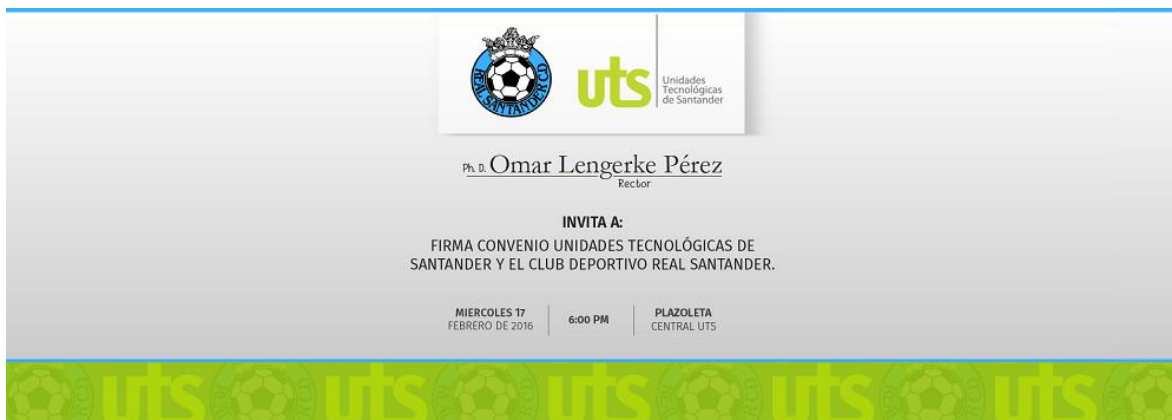 REAL SANTANDER C.D
uts
Unidades
Tecnológicas
de Santander
Ph. D. Omar Lengerke Pérez
Rector
INVITA A:
FIRMA CONVENIO UNIDADES TECNOLÓGICAS DE
SANTANDER Y EL CLUB DEPORTIVO REAL SANTANDER.
MIERCOLES 17
FEBRERO DE 2016
6:00 PM
PLAZOLETA
CENTRAL UTS
uts uts uts uts